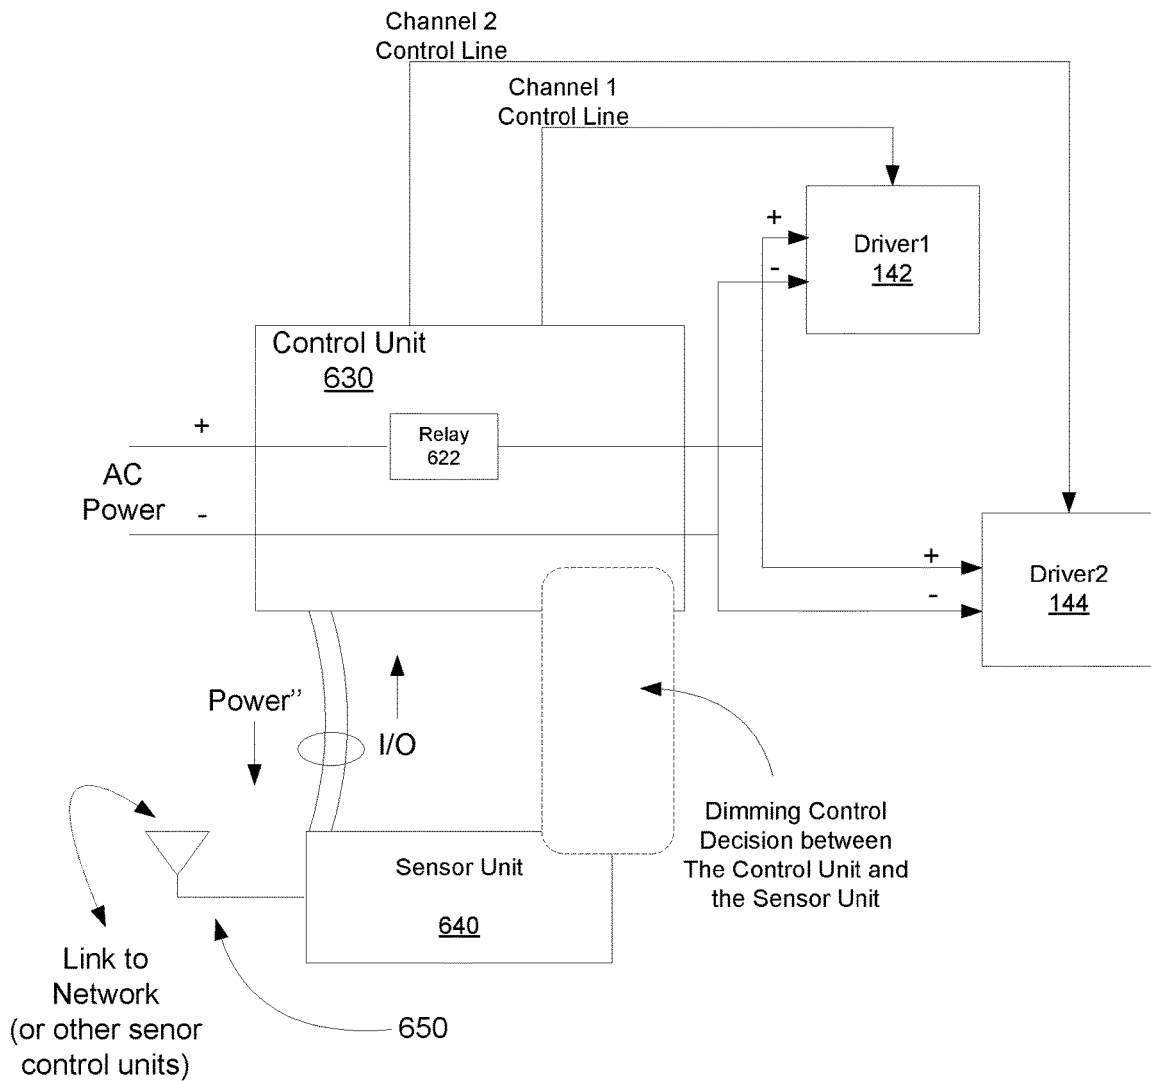 Channel 2
Control Line
Channel 1
Control Line
+
-
Driver1
142
Control Unit
630
+
Relay
622
AC
Power
-
+
-
Driver2
144
Power’’
I/O
Dimming Control
Decision between
The Control Unit and
the Sensor Unit
Sensor Unit
640
Link to
Network
(or other senor
control units)
650